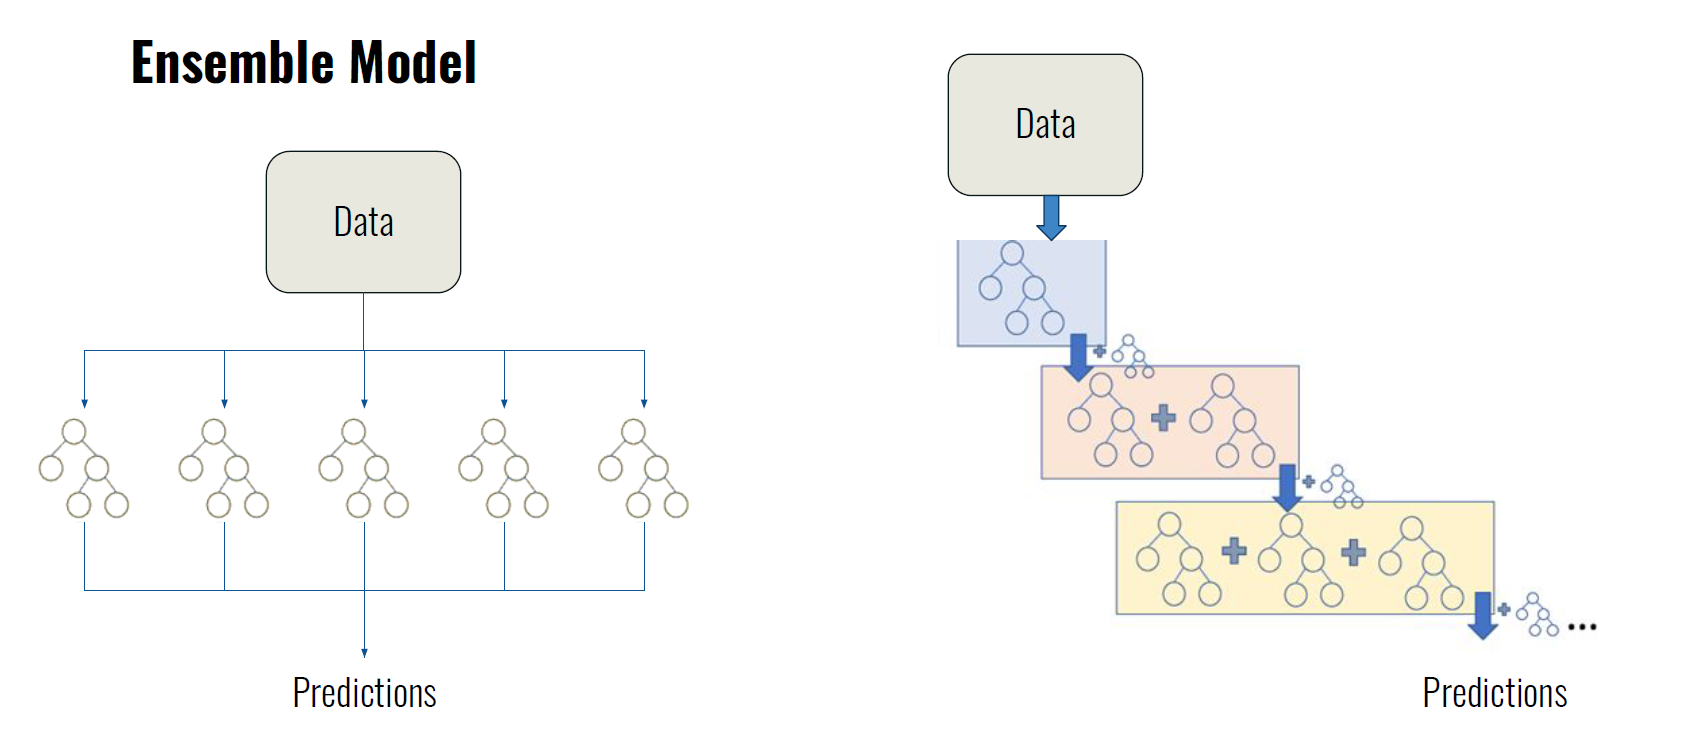 Ensemble Model
Data
Predictions
Data
Predictions